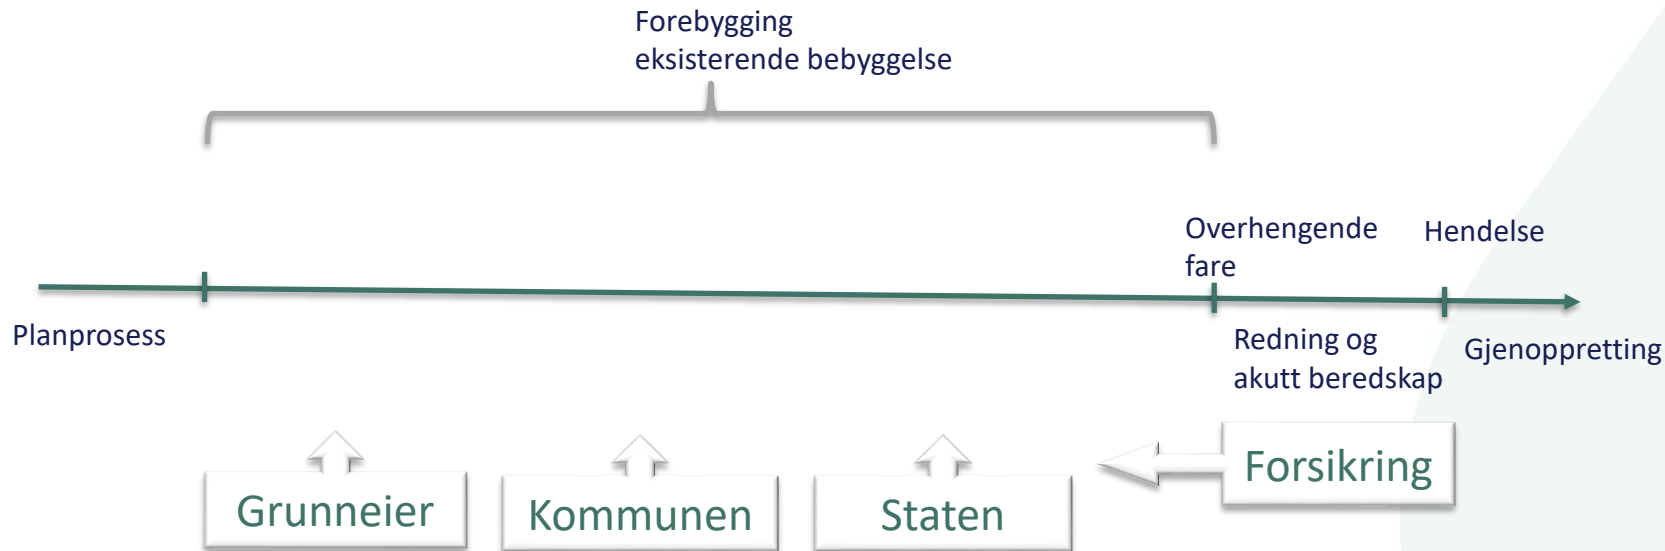 Forebygging
eksisterende bebyggelse
Overhengende
fare
Hendelse
Planprosess
Redning og
akutt beredskap
Gjenoppretting
Grunneier
Kommunen
Staten
Forsikring